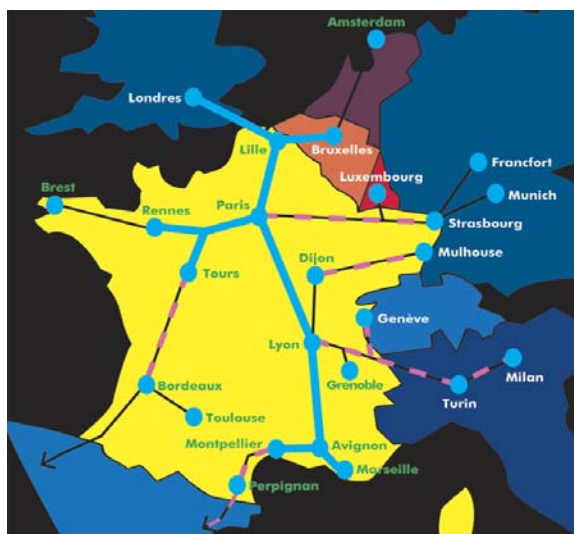 Amsterdam
Londres
Lille
Bruxelles
Francfort
Luxembourg
Brest
Munich
Rennes
Paris
Strasbourg
Mulhouse
Dijon
Tours
Genève
Lyon
Milan
Grenoble
Bordeaux
Turin
Toulouse
Montpellier
Avignon
Marseille
Perpignan